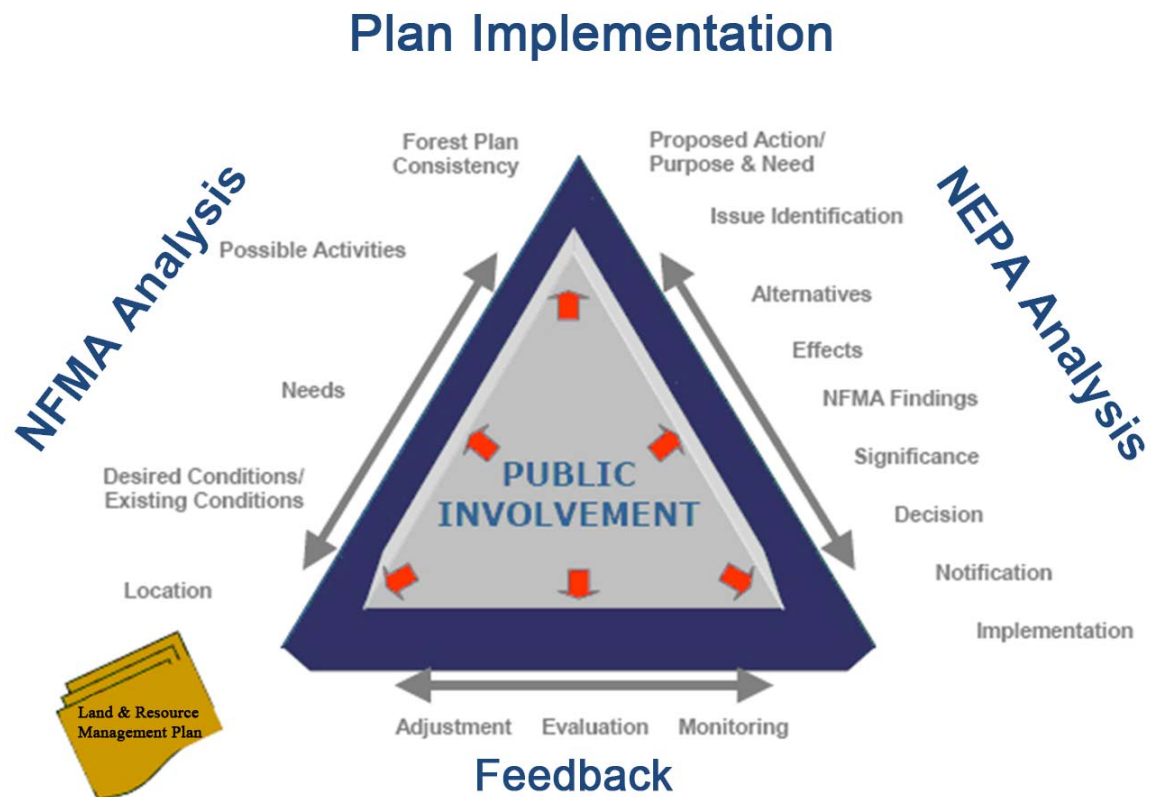 Plan Implementation
NFMA Analysis
Forest Plan
Consistency
Possible Activities
Needs
Desired Conditions/
Existing Conditions
Location
Land & Resource
Management Plan
PUBLIC
INVOLVEMENT
NEPA Analysis
Proposed Action/
Purpose & Need
Issue Identification
Alternatives
Effects
NFMA Findings
Significance
Decision
Notification
Implementation
Adjustment Evaluation Monitoring
Feedback